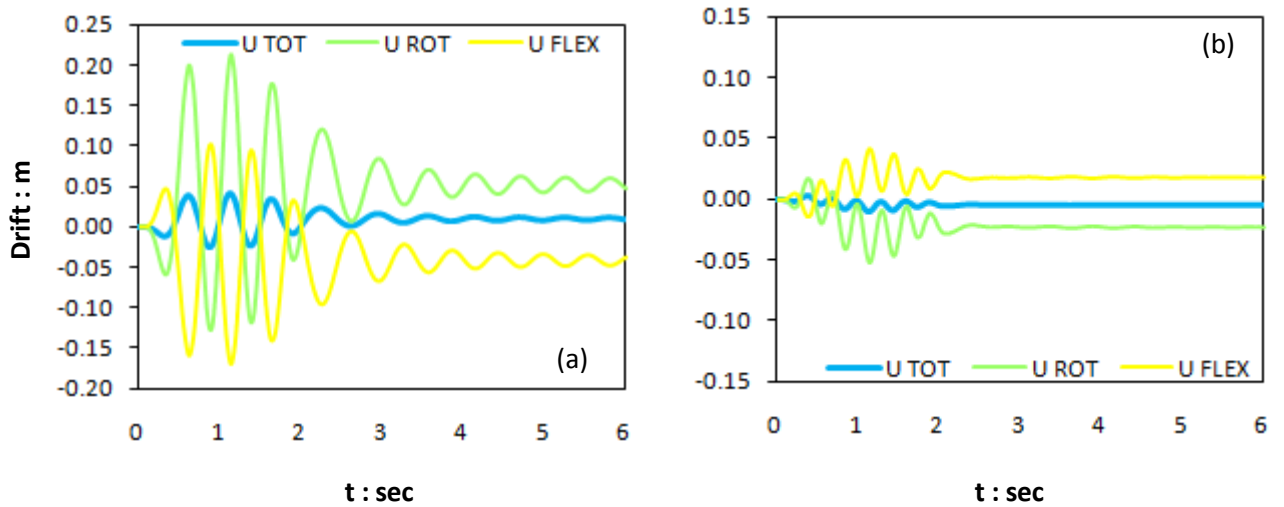 0.25
U TOT U ROT U FLEX
0.20
0.15
0.10
0.05
0.00
-0.05
-0.10
-0.15
-0.20
0 1 2 3 4 5 6
Drift : m
t : sec
(a)
0.15
(b)
0.10
0.05
0.00
-0.05
-0.10
-0.15
U TOT U ROT U FLEX
0 1 2 3 4 5 6
t : sec